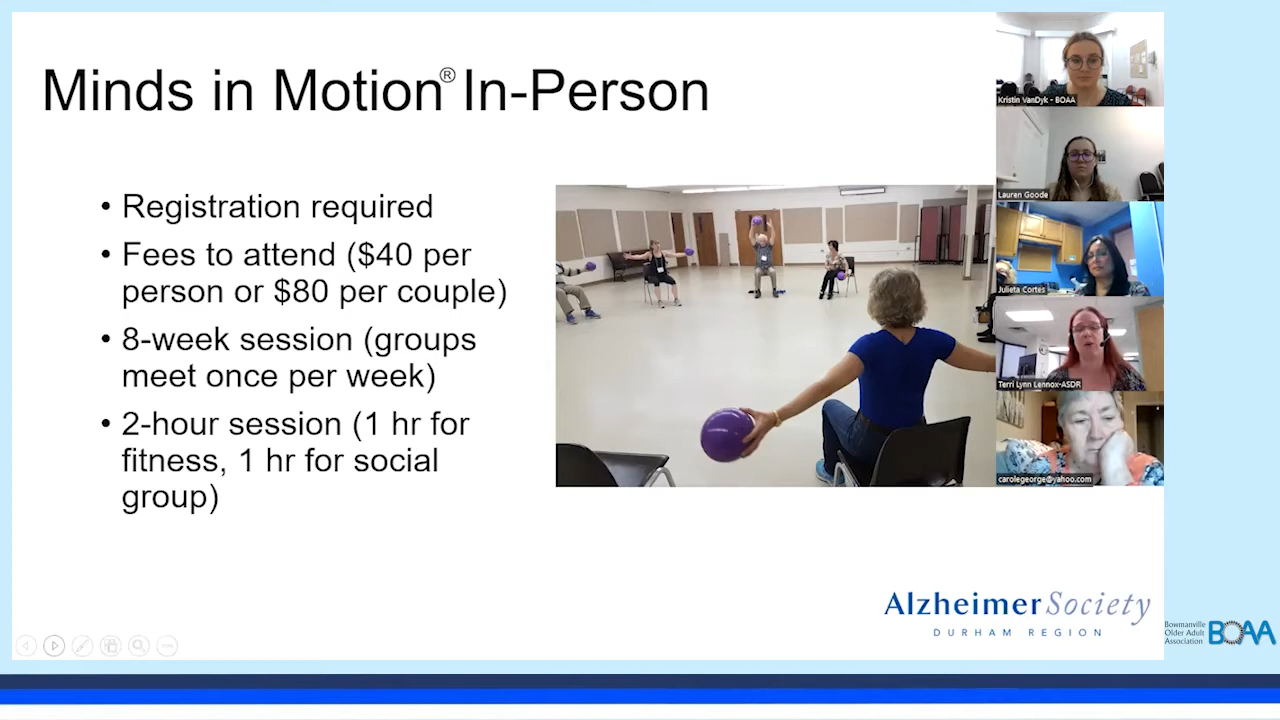 Minds in Motion® In-Person
• Registration required
• Fees to attend ($40 per
person or $80 per couple)
• 8-week session (groups
meet once per week)
• 2-hour session (1 hr for
fitness, 1 hr for social
group)
Kristin VanDyk - BOAA
Lauren Goode
Julieta Cortes
Terri Lynn Lennox-ASDR
carolegeorge@yahoo.com
AlzheimerSociety
DURHAM REGION
Bowmanville
Older Adult
Association
BOAA